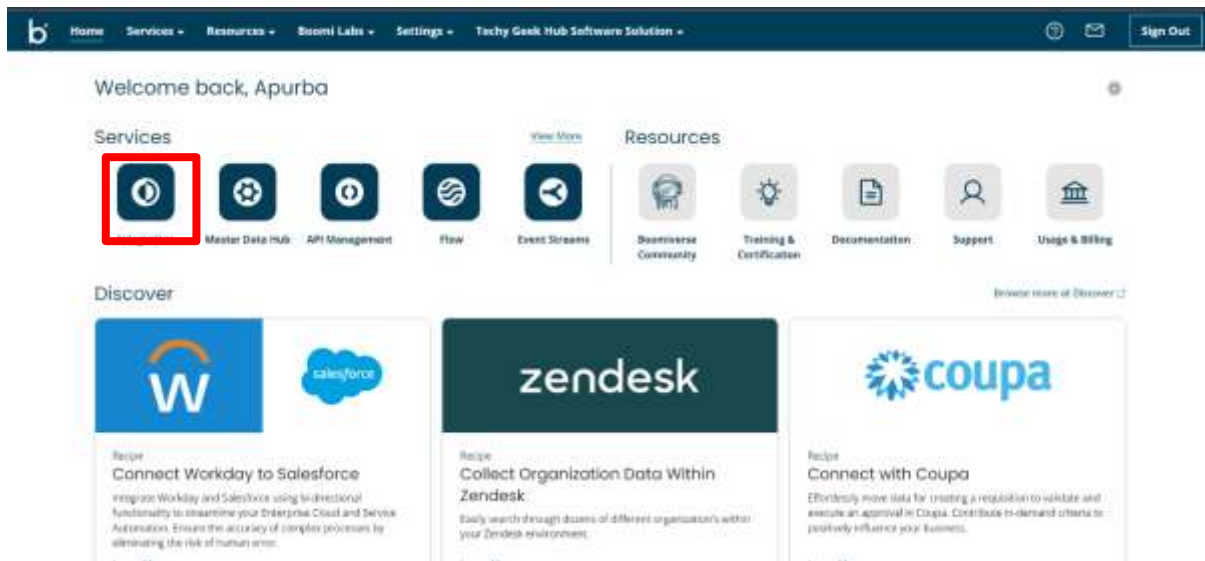 b Home Services Resources Boomi Labs Settings Techy Geek Hub Software Solution Sign Out
Welcome back, Apurba
Services View More Resources
Master Data Hub API Management Flow Event Streams Boomiverse Community Training & Certification Documentation Support Usage & Billing
Discover Browse more at Discover
W salesforce zendesk coupa
Recipe
Connect Workday to Salesforce
Integrate Workday and Salesforce using bi-directional
functionality to streamline your Enterprise Cloud and Service
Automation. Ensure the accuracy of complex processes by
eliminating the risk of human error.
Recipe
Collect Organization Data Within
Zendesk
Easily search through dozens of different organization's within
your Zendesk environment.
Recipe
Connect with Coupa
Effortlessly move data for creating a requisition to validate and
execute an approval in Coupa. Contribute in-demand criteria to
positively influence your business.